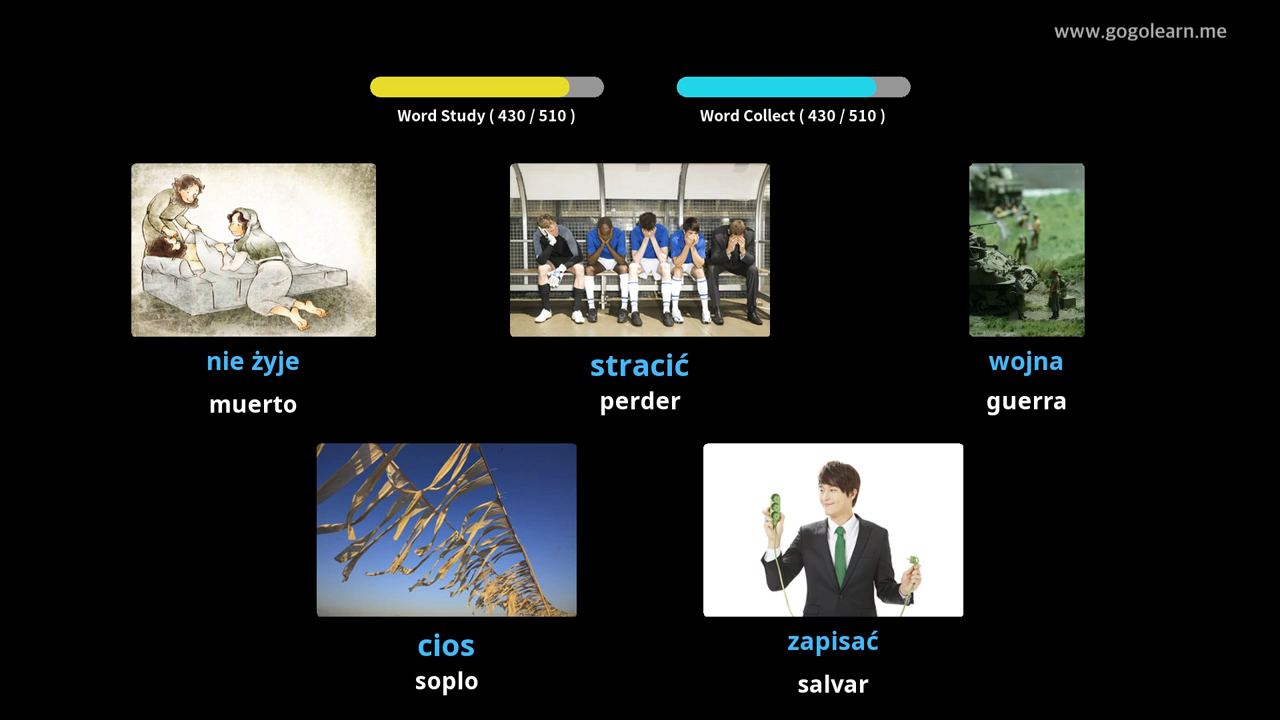 www.gogolearn.me
Word Study ( 430 / 510 )
Word Collect ( 430 / 510 )
nie żyje
muerto
stracić
perder
wojna
guerra
cios
soplo
zapisać
salvar